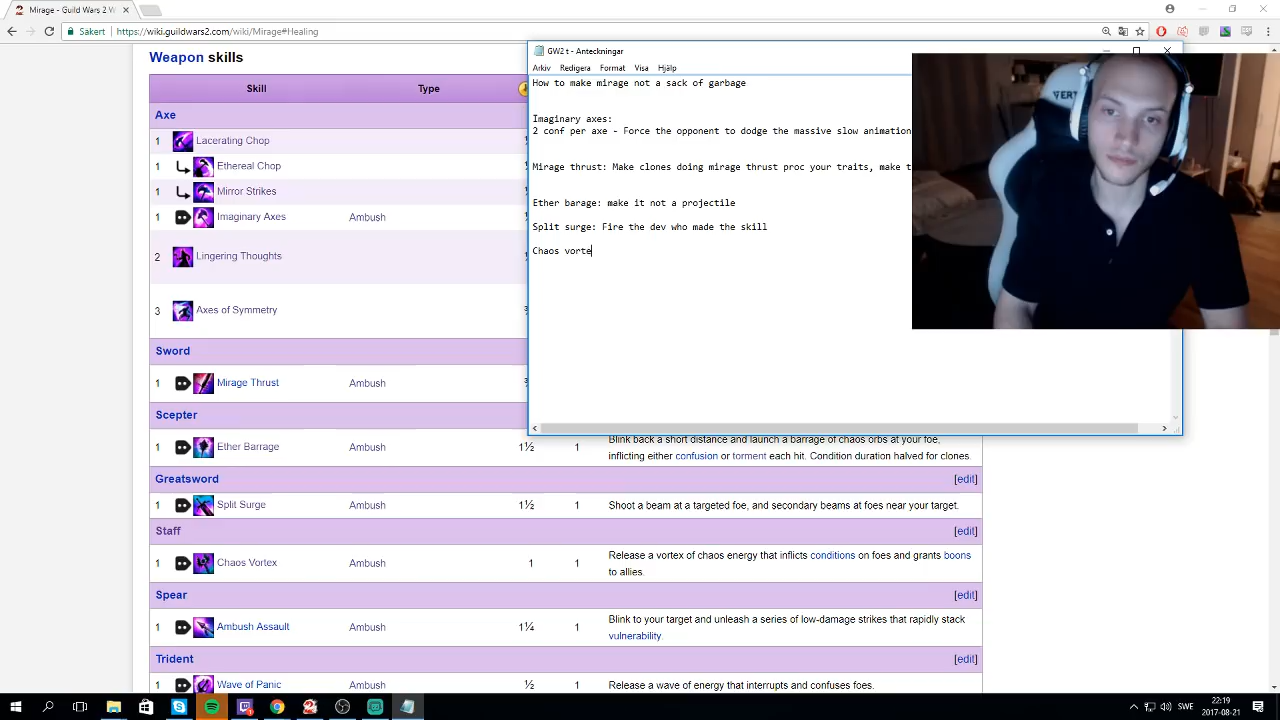 Mirage - Guild Wars 2 W
Säkert
https://wiki.guildwars2.com/wiki/Mirage#Healing
Weapon skills
Skill
Type
Axe
1 Lacerating Chop
1 Ethereal Chop
1 Mirror Strikes
1 Imaginary Axes Ambush
2 Lingering Thoughts
3 Axes of Symmetry
Sword
1 Mirage Thrust Ambush
Scepter
1 Ether Barrage Ambush 1½ 1 Blink back a short distance and launch a barrage of chaos orbs at your foe,
inflicting either confusion or torment each hit. Condition duration halved for clones.
Greatsword [edit]
1 Split Surge Ambush 1½ 1 Shoot a beam at a targeted foe, and secondary beams at foes near your target.
Staff [edit]
1 Chaos Vortex Ambush 1 1 Release a vortex of chaos energy that inflicts conditions on foes and grants boons
to allies.
Spear [edit]
1 Ambush Assault Ambush 1¼ 1 Blink to your target and unleash a series of low-damage strikes that rapidly stack
vulnerability.
Trident [edit]
1 Wave of Panic Ambush ½ 1 Release a wave of energy that interrupts and confuses foes.
GW2 t - Anteckningar
Arkiv Redigera Format Visa Hjälp
How to make mirage not a sack of garbage
Imaginary axes:
2 conf per axe - Force the opponent to dodge the massive slow animation
Mirage thrust: Make clones doing mirage thrust proc your traits, make t
Ether barage: make it not a projectile
Split surge: Fire the dev who made the skill
Chaos vorte
VERT
SWE
22:19
2017-08-21